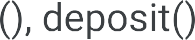 (), deposit()